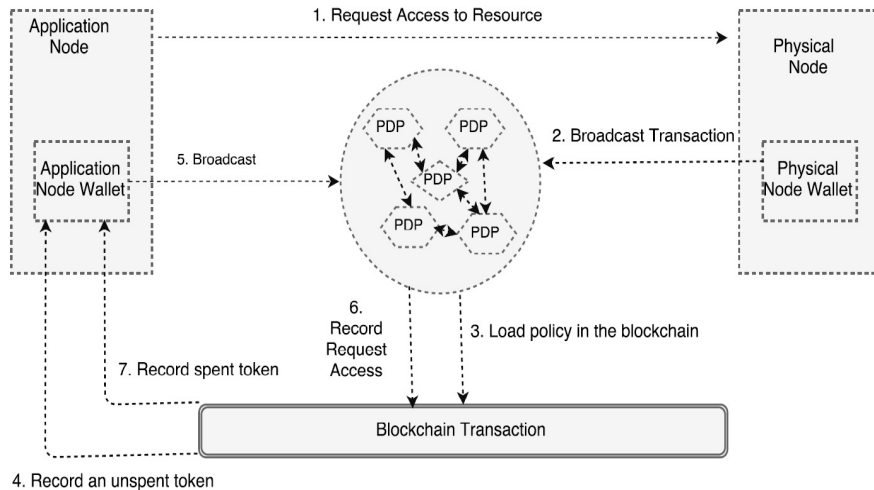 1. Request Access to Resource
Application
Node
Physical
Node
PDP
PDP
2. Broadcast Transaction
5. Broadcast
Application
Node Wallet
PDP
Physical
Node Wallet
PDP
PDP
6.
Record
Request
Access
3. Load policy in the blockchain
7. Record spent token
Blockchain Transaction
4. Record an unspent token